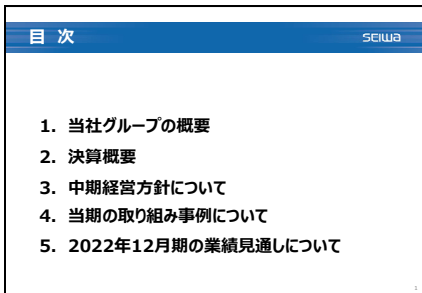 目 次
SEIWA
1. 当社グループの概要
2. 決算概要
3. 中期経営方針について
4. 当期の取り組み事例について
5. 2022年12月期の業績見通しについて
1